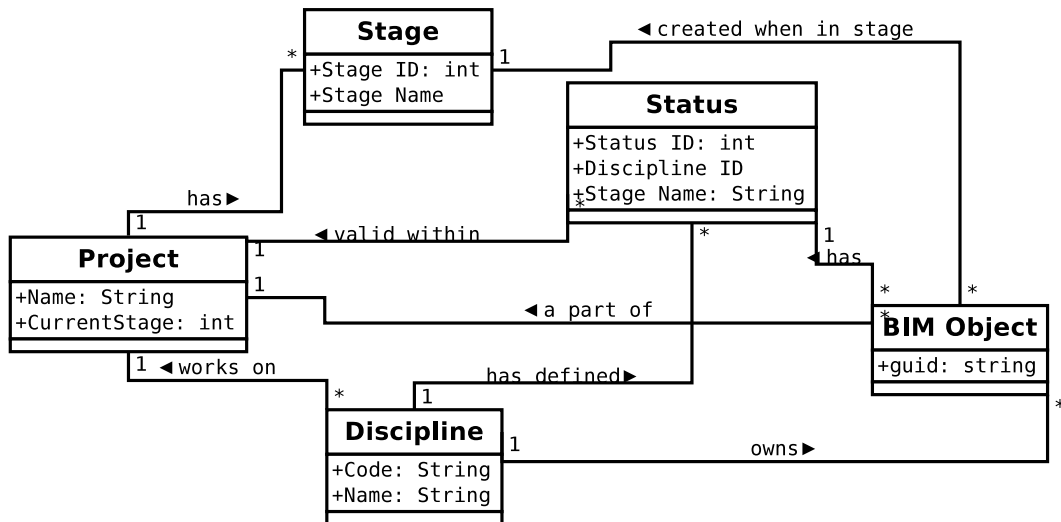 Stage
+Stage ID: int
+Stage Name
◄ created when in stage
*
1
Status
+Status ID: int
+Discipline ID
+Stage Name: String
*
has►
1
◄ valid within
1
*
1
◄ has
Project
+Name: String
+CurrentStage: int
1
◄ a part of
*
*
*
BIM Object
+guid: string
1
◄ works on
*
has defined►
1
*
Discipline
+Code: String
+Name: String
1
owns►